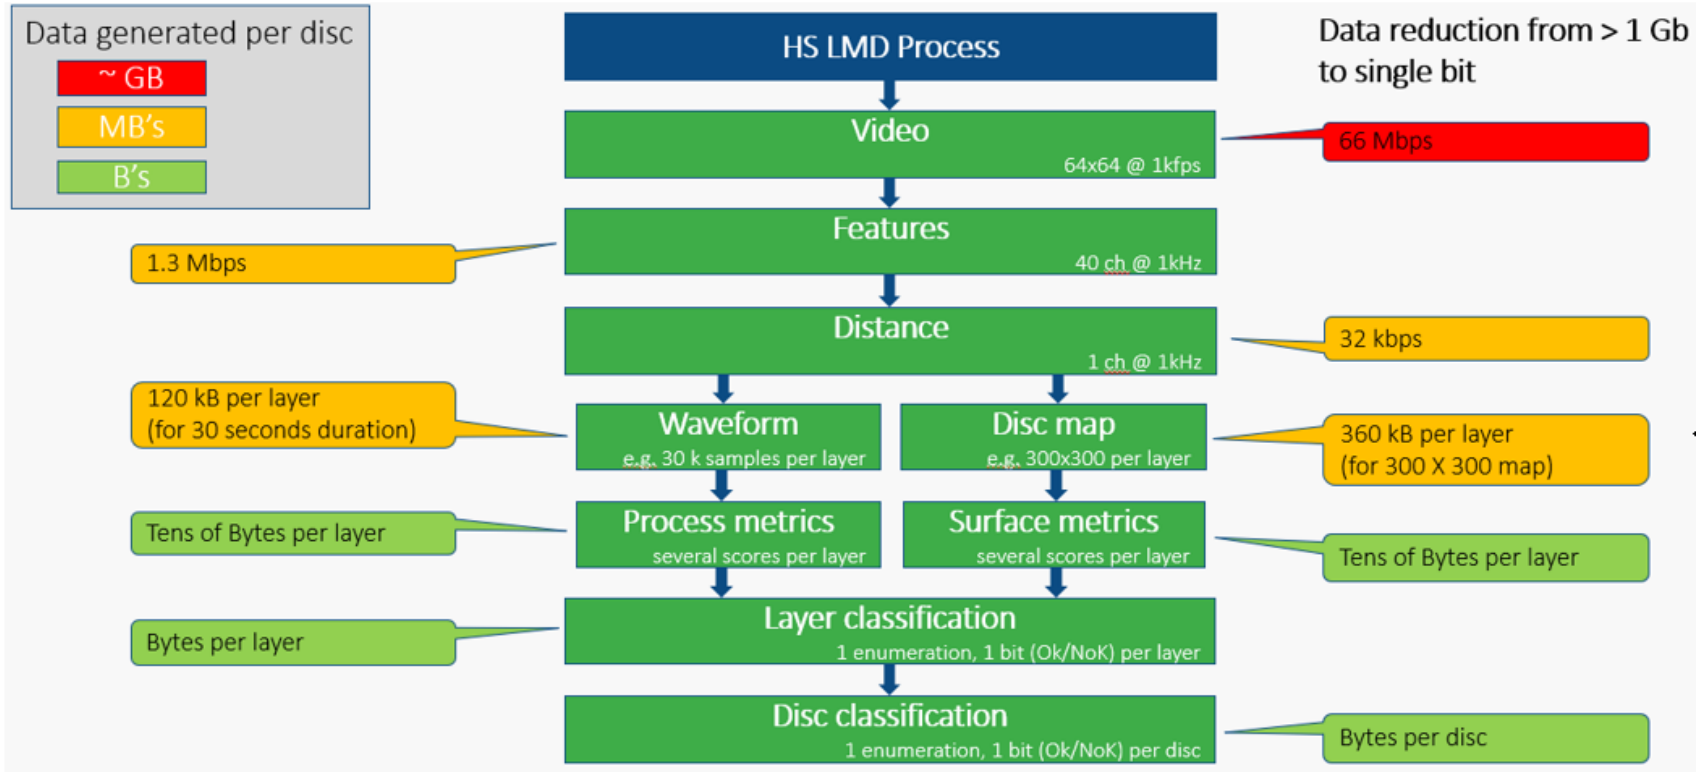 Data generated per disc
~ GB
MB's
B's
HS LMD Process
Data reduction from > 1 Gb
to single bit
Video
64x64 @ 1kfps
66 Mbps
Features
40 ch @ 1kHz
1.3 Mbps
Distance
1 ch @ 1kHz
32 kbps
120 kB per layer
(for 30 seconds duration)
Waveform
e.g. 30 k samples per layer
Disc map
e.g. 300x300 per layer
360 kB per layer
(for 300 X 300 map)
Tens of Bytes per layer
Process metrics
several scores per layer
Surface metrics
several scores per layer
Tens of Bytes per layer
Layer classification
1 enumeration, 1 bit (Ok/NoK) per layer
Bytes per layer
Disc classification
1 enumeration, 1 bit (Ok/NoK) per disc
Bytes per disc